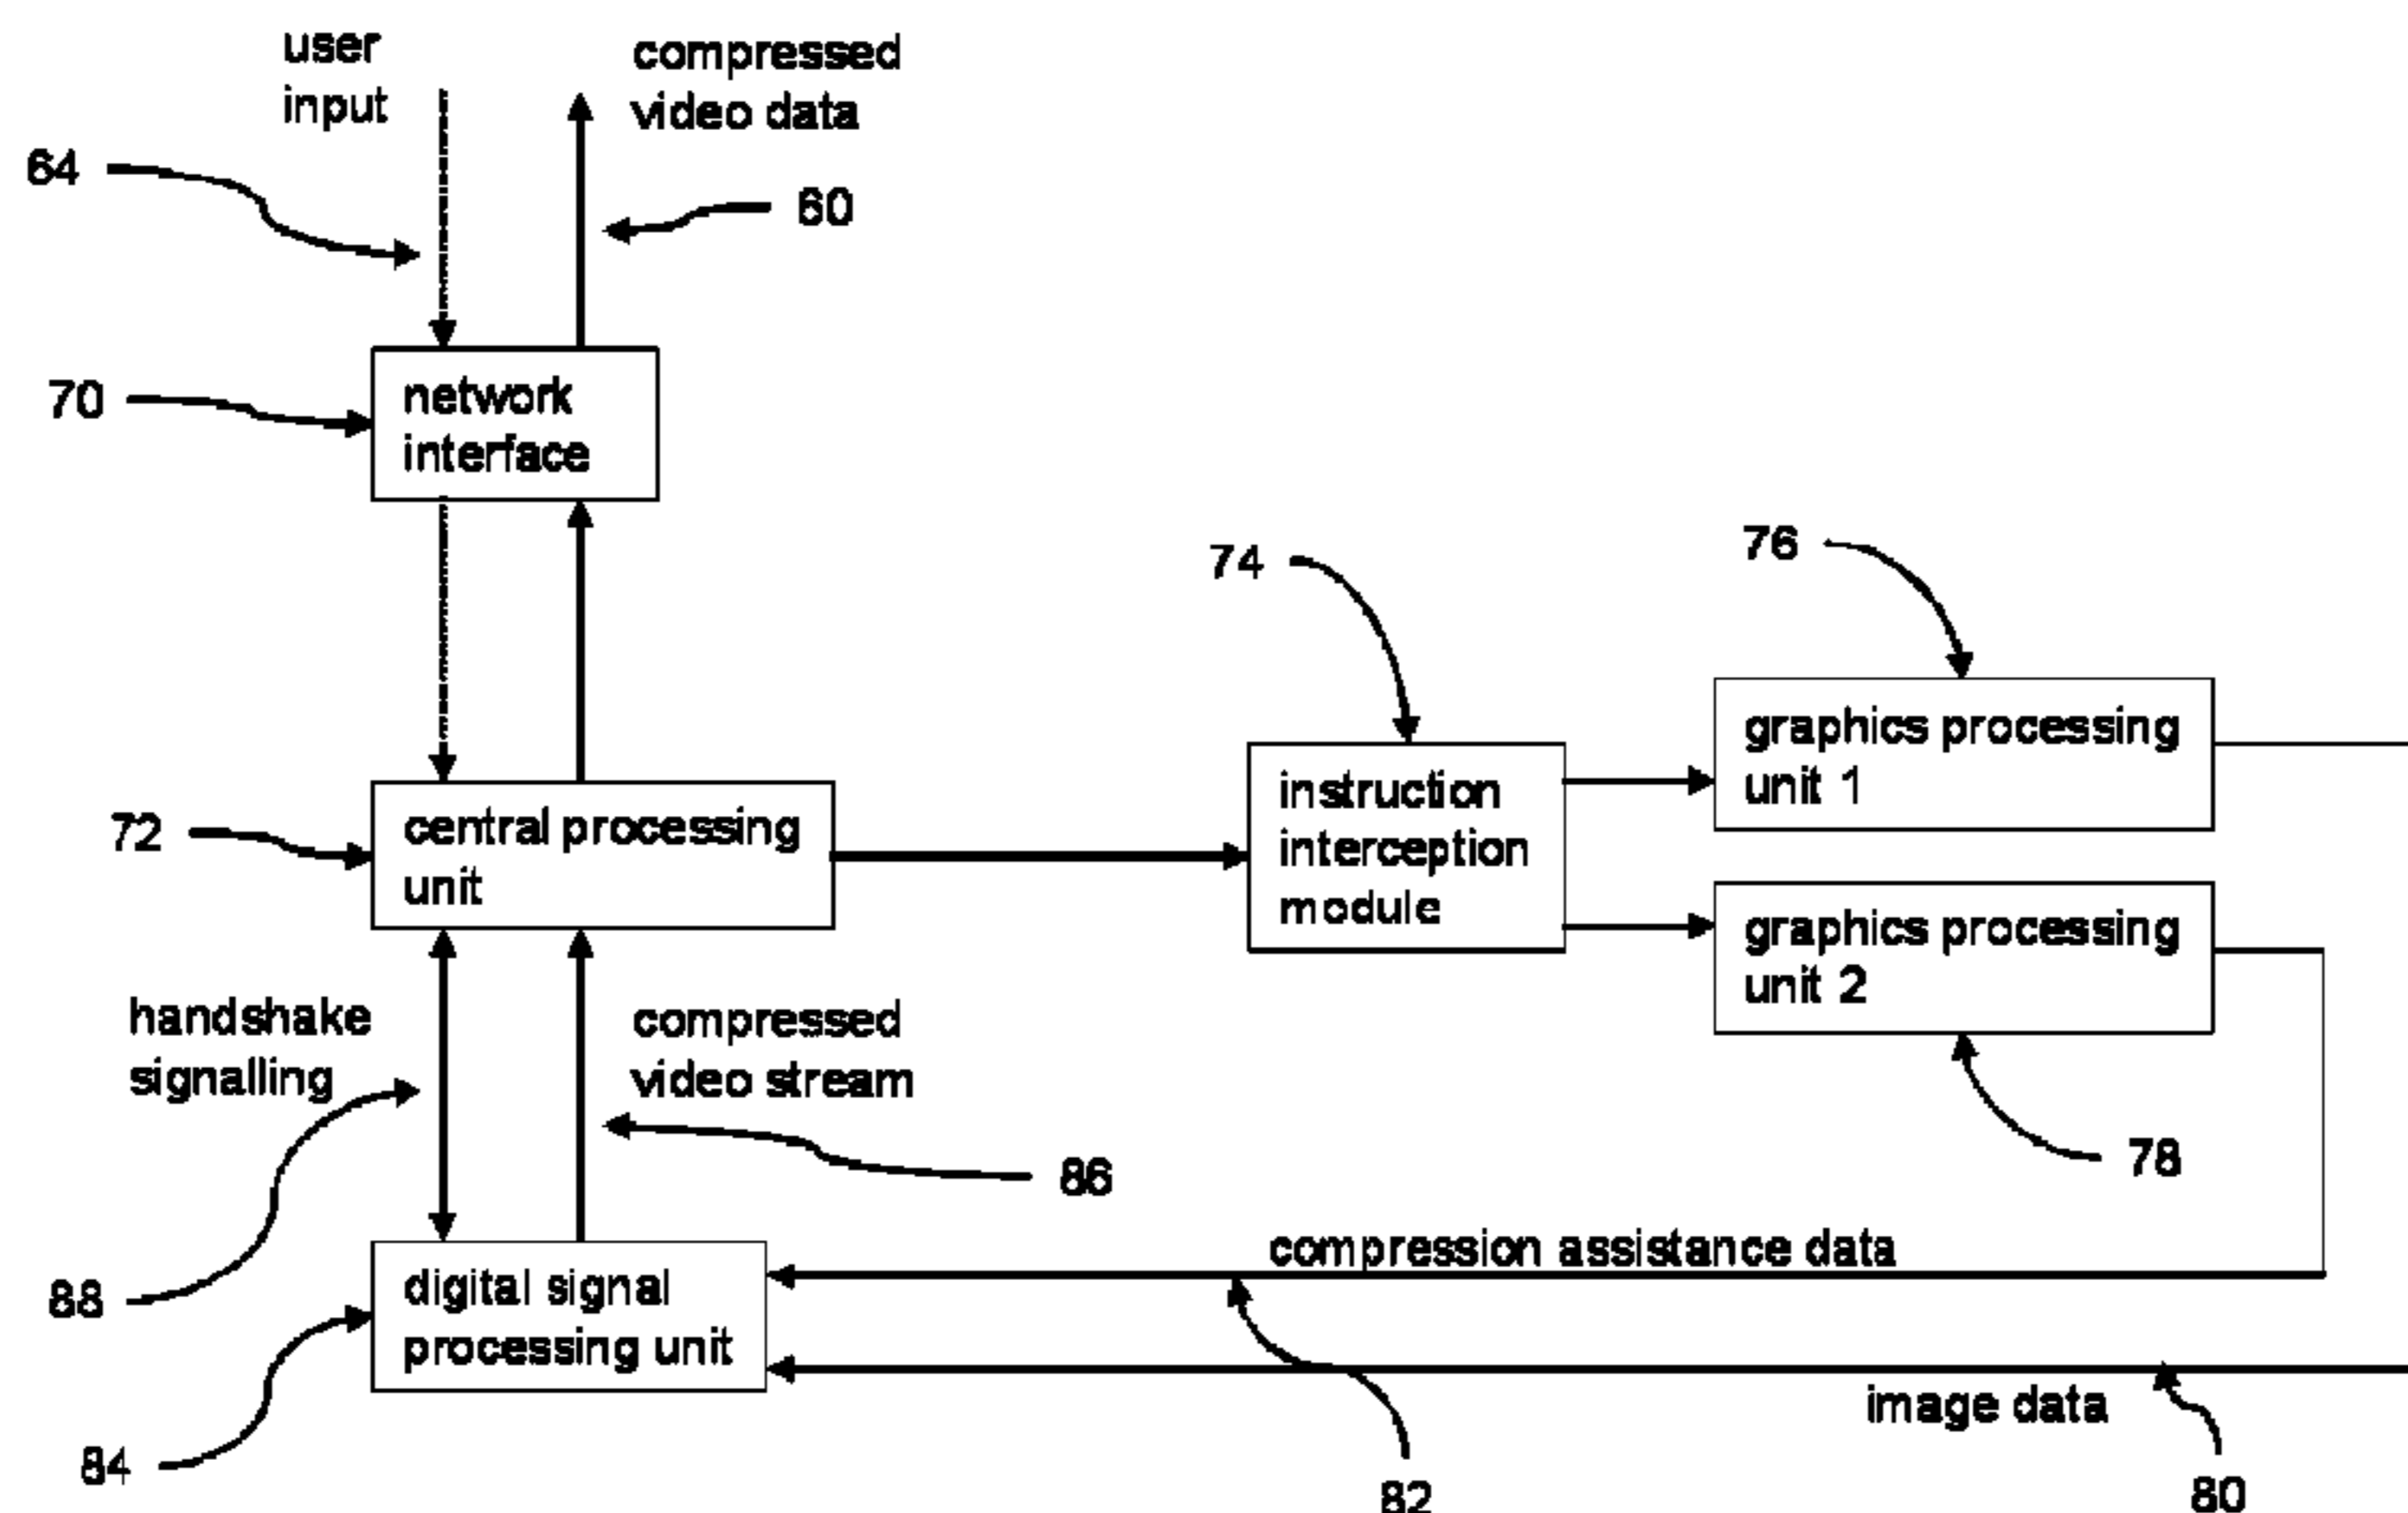 user
input
compressed
video data
64
60
70
network
interface
74
76
graphics processing
unit 1
instruction
interception
module
72
central processing
unit
graphics processing
unit 2
handshake
signalling
compressed
video stream
78
86
compression assistance data
88
digital signal
processing unit
image data
84
82
80